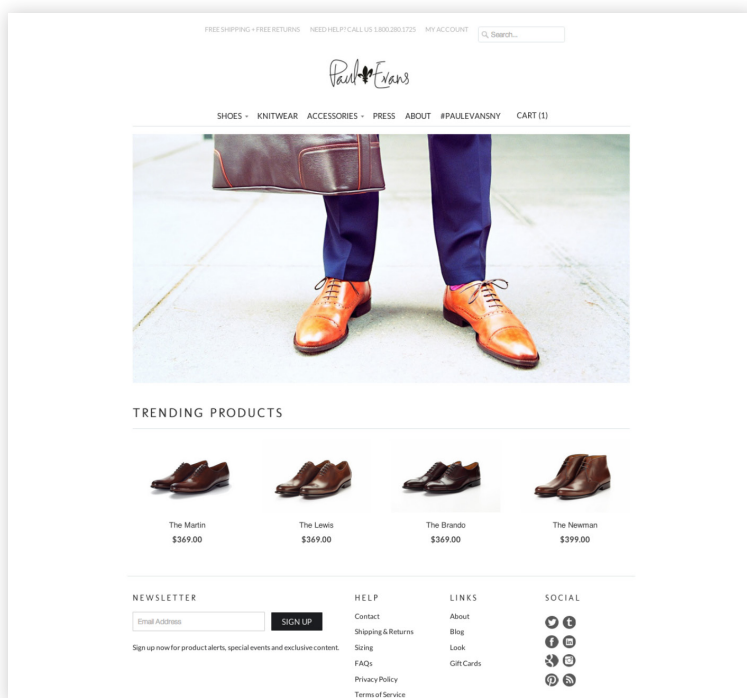 FREE SHIPPING + FREE RETURNS NEED HELP? CALL US 1.800.280.1725 MY ACCOUNT Search...
Paul Evans
SHOES KNITWEAR ACCESSORIES PRESS ABOUT #PAULEVANSNY CART (1)
TRENDING PRODUCTS
The Martin The Lewis The Brando The Newman
$369.00 $369.00 $369.00 $399.00
NEWSLETTER HELP LINKS SOCIAL
Email Address SIGN UP Contact About
Shipping & Returns Blog
Sign up now for product alerts, special events and exclusive content. Sizing Look
FAQs Gift Cards
Privacy Policy
Terms of Service